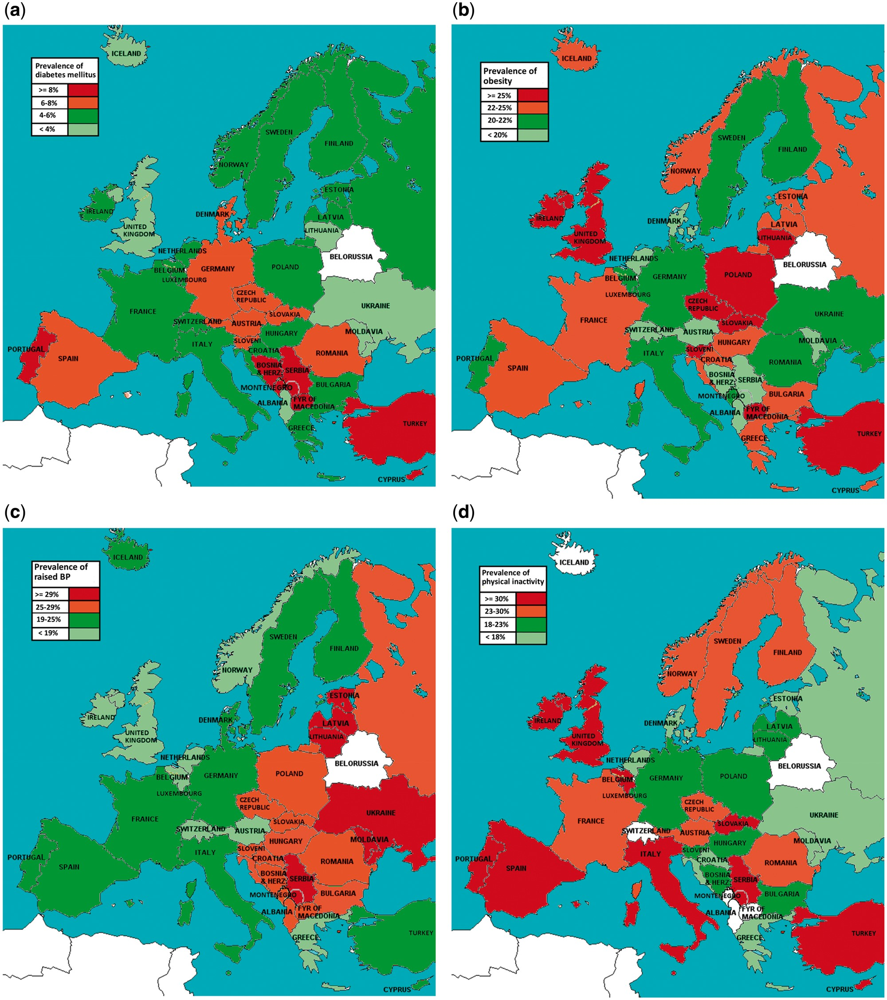 (a)
ICELAND
Prevalence of
diabetes mellitus
>= 8%
6-8%
4-6%
< 4%
SWEDEN
FINLAND
NORWAY
ESTONIA
IRELAND
DENMARK
LATVIA
UNITED
KINGDOM
LITHUANIA
NETHERLANDS
BELORUSSIA
BELGIUM
GERMANY
POLAND
LUXEMBOURG
CZECH
REPUBLIC
UKRAINE
FRANCE
SLOVAKIA
SWITZERLAND
AUSTRIA
HUNGARY
MOLDAVIA
SLOVENI
ITALY
PORTUGAL
CROATIA
ROMANIA
SPAIN
BOSNIA
& HERZ.
SERBIA
MONTENEGRO
BULGARIA
ALBANIA
FYR OF
MACEDONIA
TURKEY
GREECE
CYPRUS
(b)
ICELAND
Prevalence of
obesity
>= 25%
22-25%
20-22%
< 20%
SWEDEN
FINLAND
NORWAY
ESTONIA
IRELAND
DENMARK
LATVIA
UNITED
KINGDOM
LITHUANIA
NETHERLANDS
BELORUSSIA
BELGIUM
GERMANY
POLAND
LUXEMBOURG
CZECH
REPUBLIC
UKRAINE
FRANCE
SLOVAKIA
SWITZERLAND
AUSTRIA
HUNGARY
MOLDAVIA
SLOVENI
ITALY
PORTUGAL
CROATIA
ROMANIA
SPAIN
BOSNIA
& HERZ.
SERBIA
MONTENEGRO
BULGARIA
ALBANIA
FYR OF
MACEDONIA
TURKEY
GREECE
CYPRUS
(c)
ICELAND
Prevalence of
raised BP
>= 29%
25-29%
19-25%
< 19%
SWEDEN
FINLAND
NORWAY
ESTONIA
IRELAND
DENMARK
LATVIA
UNITED
KINGDOM
LITHUANIA
NETHERLANDS
BELORUSSIA
BELGIUM
GERMANY
POLAND
LUXEMBOURG
CZECH
REPUBLIC
UKRAINE
FRANCE
SLOVAKIA
SWITZERLAND
AUSTRIA
HUNGARY
MOLDAVIA
SLOVENI
ITALY
PORTUGAL
CROATIA
ROMANIA
SPAIN
BOSNIA
& HERZ.
SERBIA
MONTENEGRO
BULGARIA
ALBANIA
FYR OF
MACEDONIA
TURKEY
GREECE
CYPRUS
(d)
ICELAND
Prevalence of
physical inactivity
>= 30%
23-30%
18-23%
< 18%
SWEDEN
FINLAND
NORWAY
ESTONIA
IRELAND
DENMARK
LATVIA
UNITED
KINGDOM
LITHUANIA
NETHERLANDS
BELORUSSIA
BELGIUM
GERMANY
POLAND
LUXEMBOURG
CZECH
REPUBLIC
UKRAINE
FRANCE
SLOVAKIA
SWITZERLAND
AUSTRIA
HUNGARY
MOLDAVIA
SLOVENI
ITALY
PORTUGAL
CROATIA
ROMANIA
SPAIN
BOSNIA
& HERZ.
SERBIA
MONTENEGRO
BULGARIA
ALBANIA
FYR OF
MACEDONIA
TURKEY
GREECE
CYPRUS